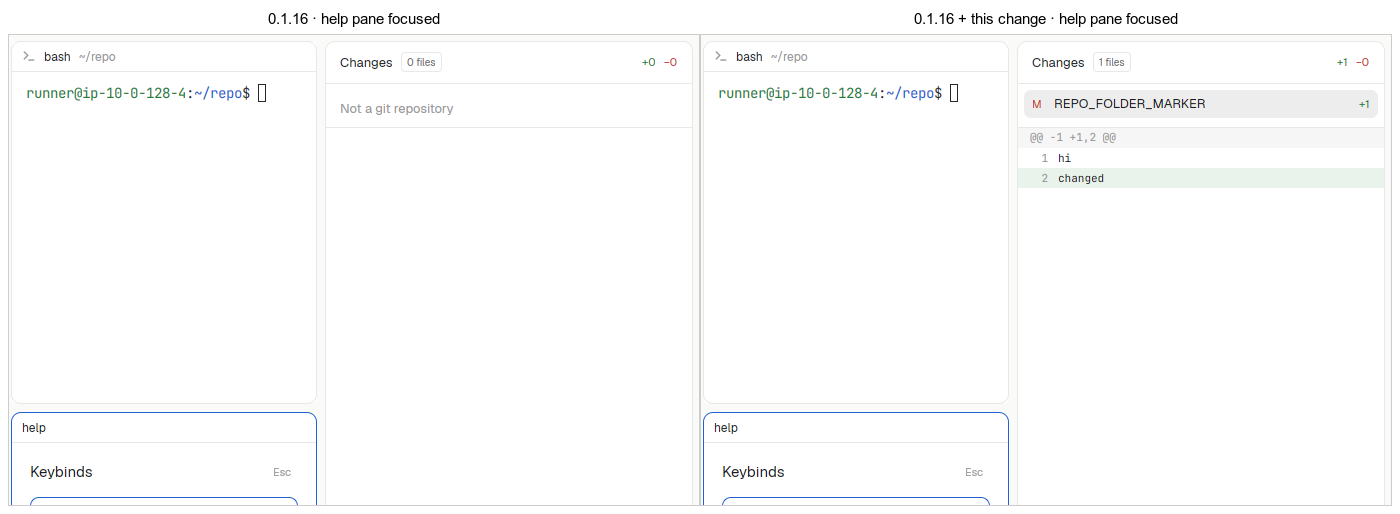 0.1.16 · help pane focused
bash ~/repo
runner@ip-10-0-128-4:~/repo$
help
Keybinds Esc
Changes 0 files +0 −0
Not a git repository
0.1.16 + this change · help pane focused
bash ~/repo
runner@ip-10-0-128-4:~/repo$
help
Keybinds Esc
Changes 1 files +1 −0
M REPO_FOLDER_MARKER +1
@@ -1 +1,2 @@
1 hi
2 changed